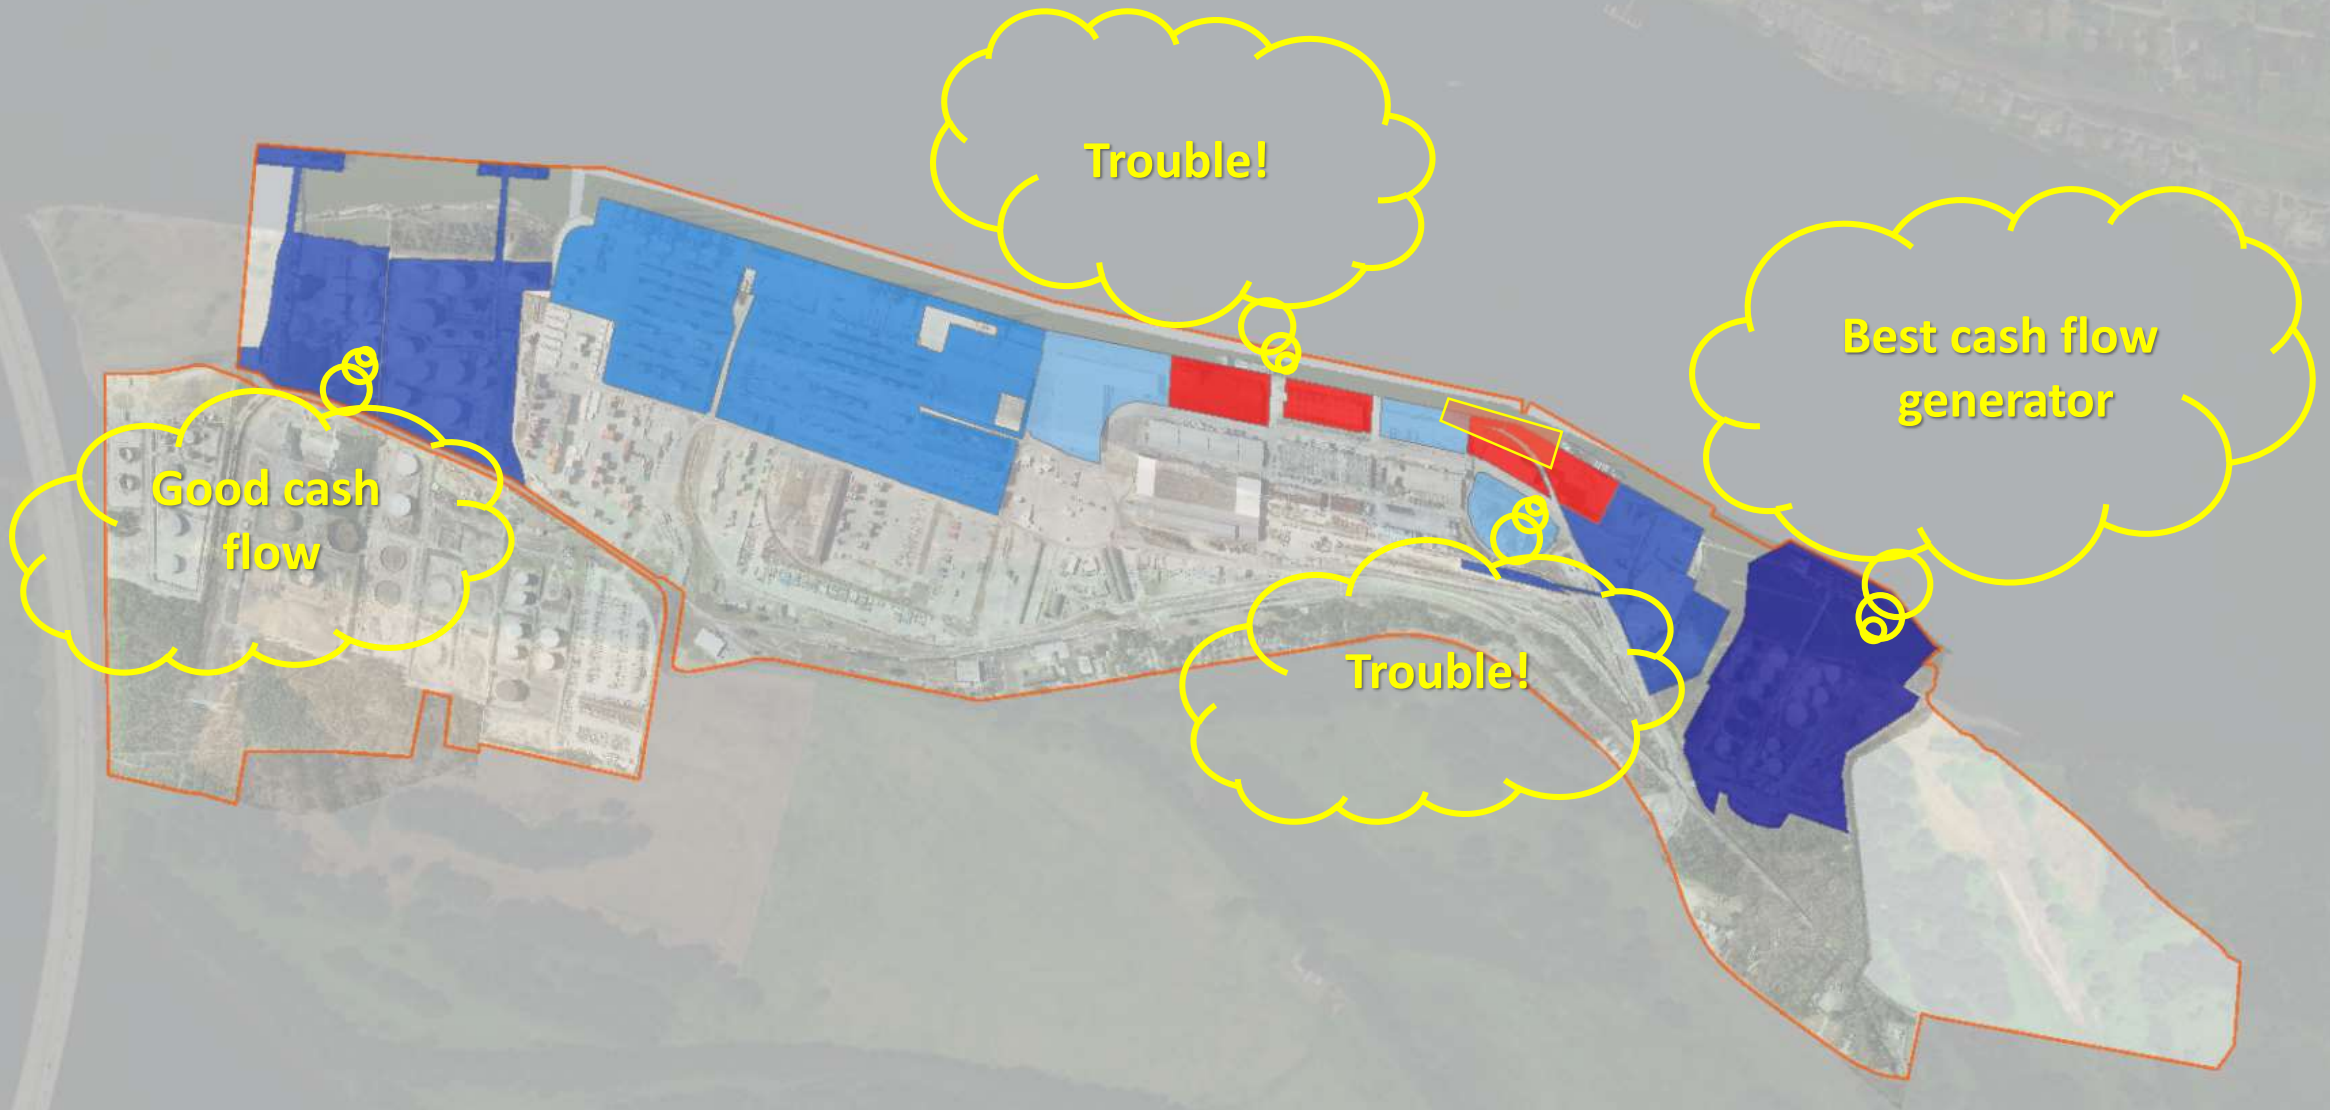 Trouble!
Best cash flow
generator
Good cash
flow
Trouble!